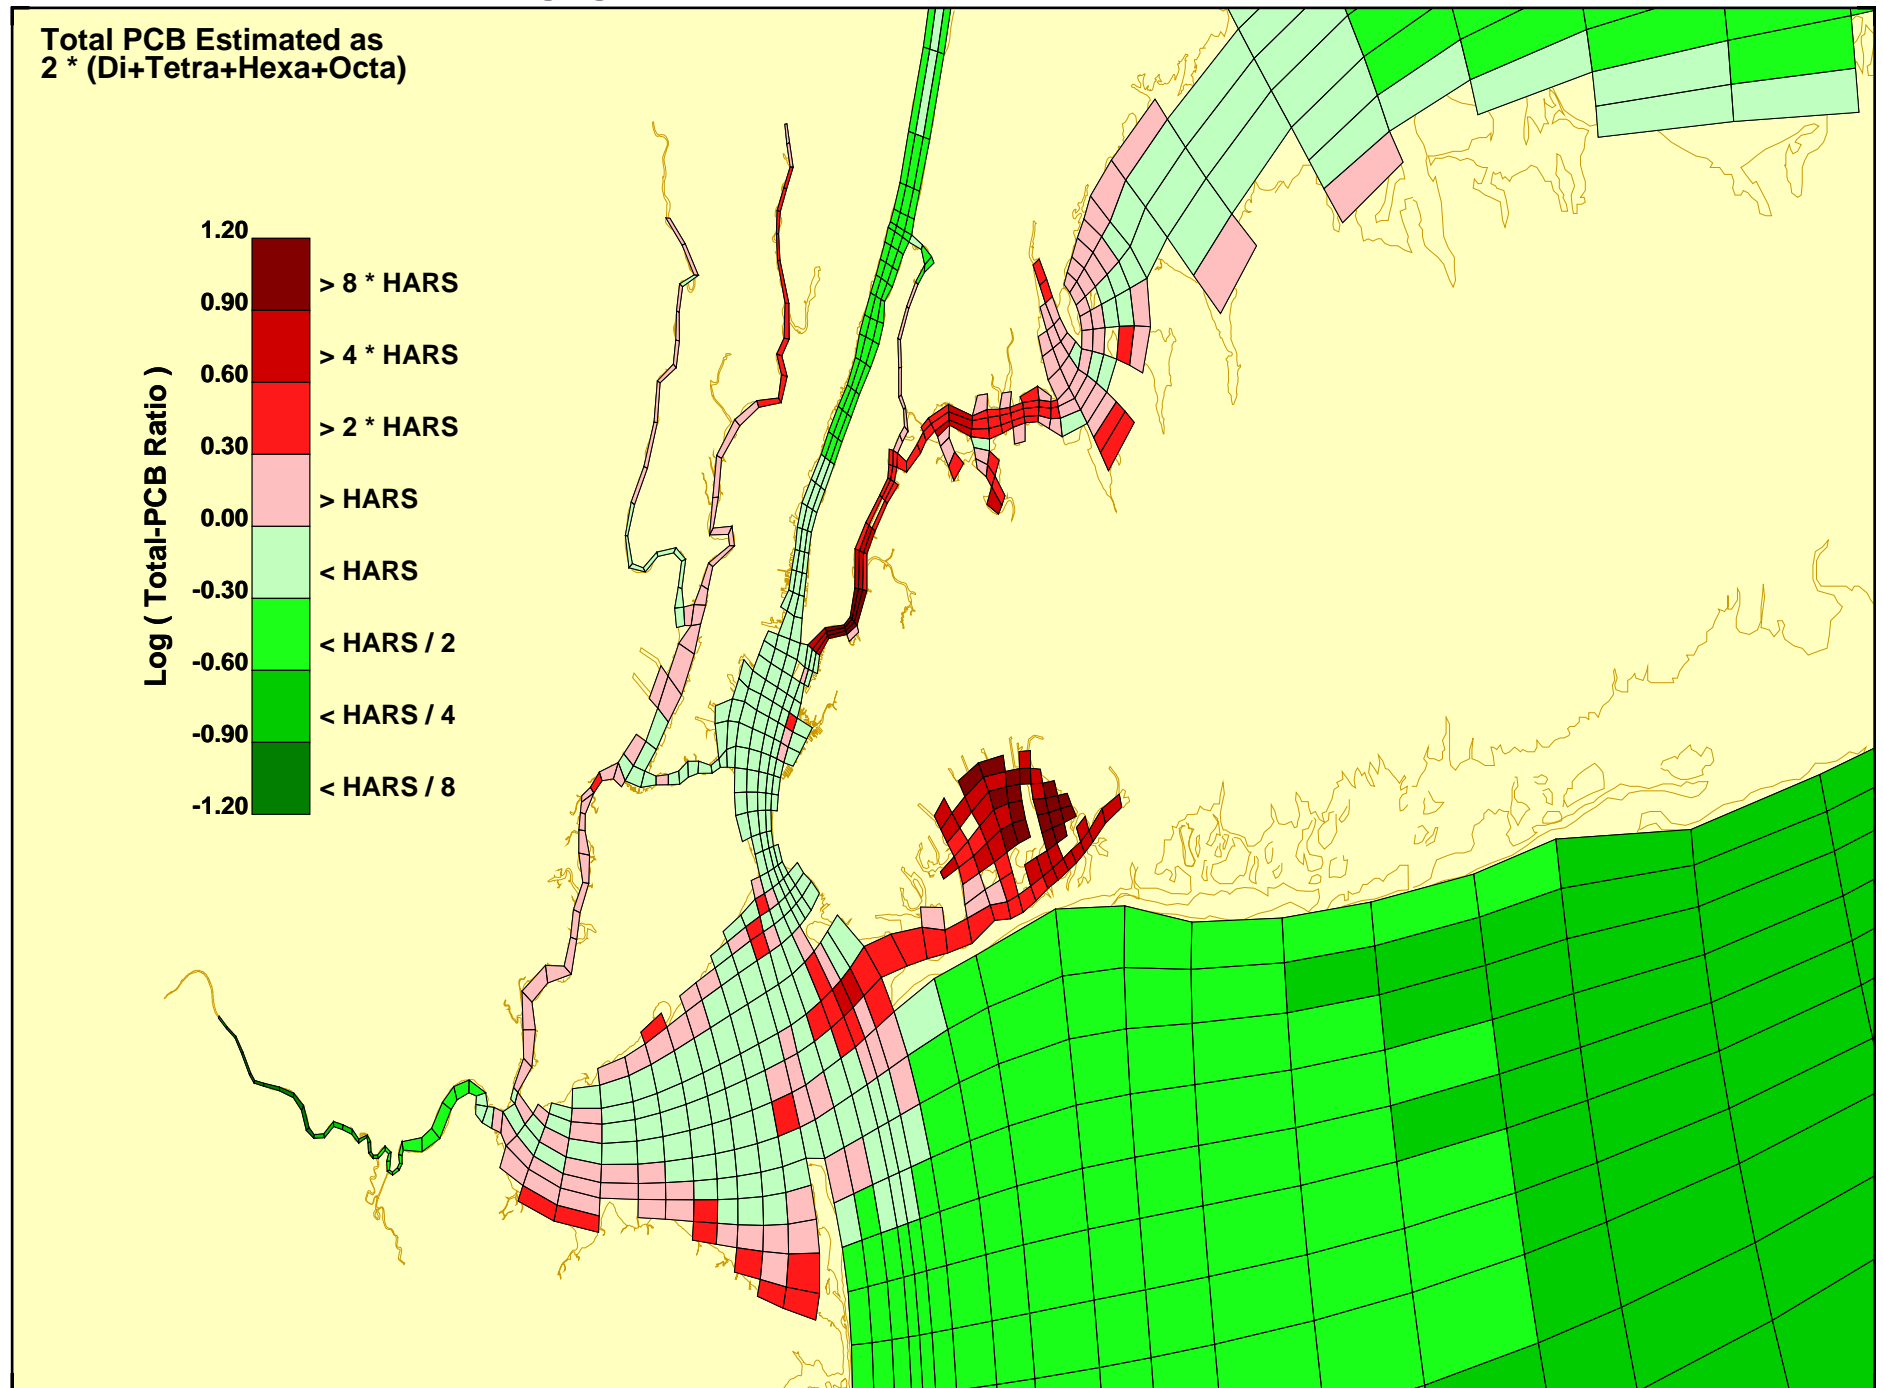 Total PCB Estimated as
2 * (Di+Tetra+Hexa+Octa)
Log ( Total-PCB Ratio )
1.20
> 8 * HARS
0.90
> 4 * HARS
0.60
> 2 * HARS
0.30
> HARS
0.00
< HARS
-0.30
< HARS / 2
-0.60
< HARS / 4
-0.90
< HARS / 8
-1.20